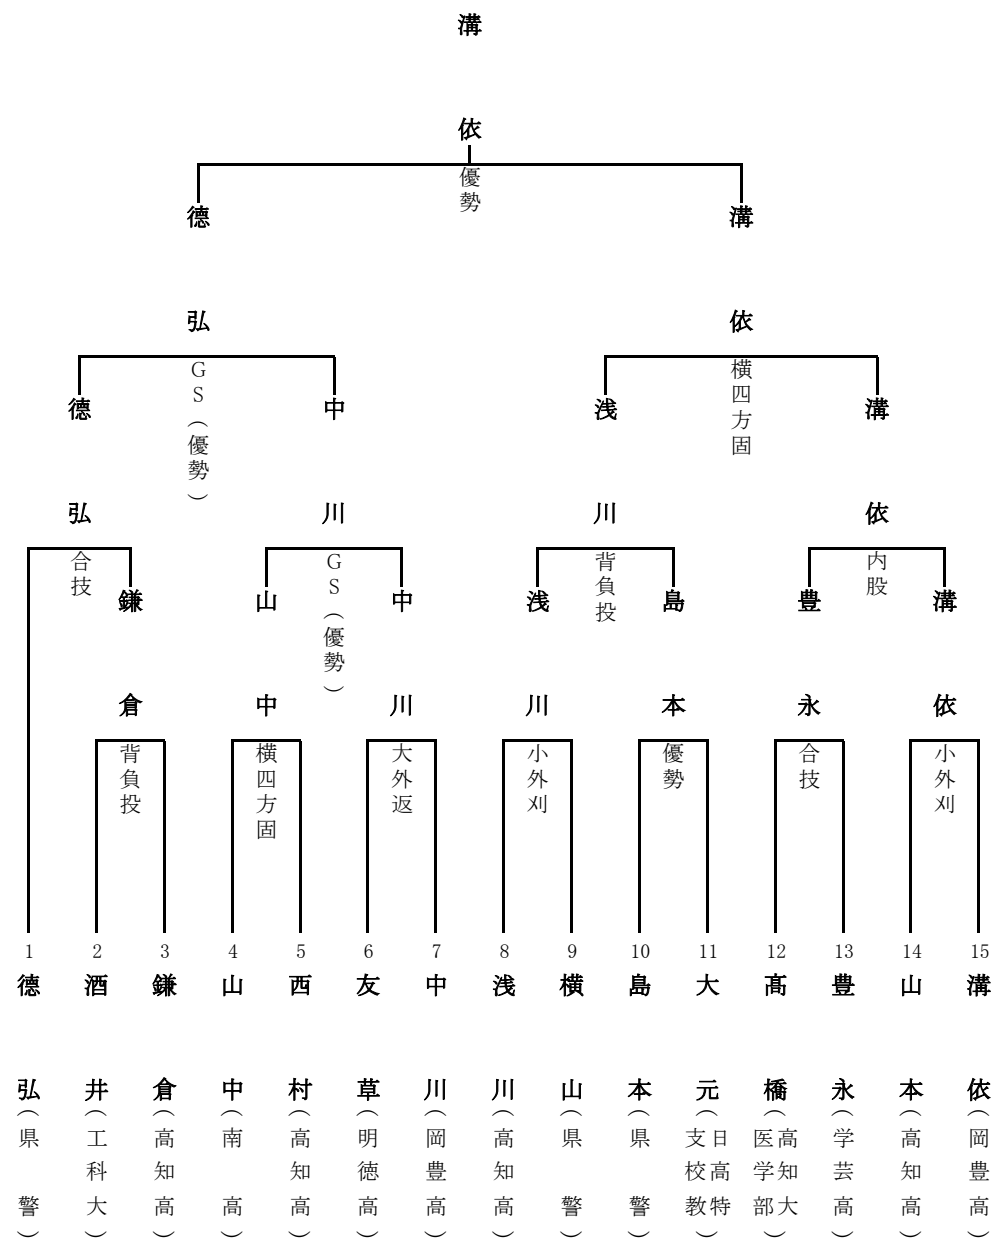 溝依
優勢
德弘
溝依
GS（優勢）
横四方固
德弘
中川
浅川
溝依
合技
GS（優勢）
背負投
内股
鎌倉
山中
中川
浅川
島本
豊永
溝依
背負投
横四方固
大外返
小外刈
優勢
合技
小外刈
1 2 3 4 5 6 7 8 9 10 11 12 13 14 15
德弘（県警）
酒井（工科大）
鎌倉（高知高）
山中（南高）
西村（高知高）
友草（明徳高）
中川（岡豊高）
浅川（高知高）
横山（県警）
島本（県警）
大元（日高特支校教）
髙橋（高知大医学部）
豊永（学芸高）
山本（高知高）
溝依（岡豊高）